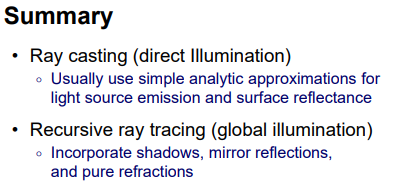 Summary
• Ray casting (direct Illumination)
◦ Usually use simple analytic approximations for
light source emission and surface reflectance
• Recursive ray tracing (global illumination)
◦ Incorporate shadows, mirror reflections,
and pure refractions